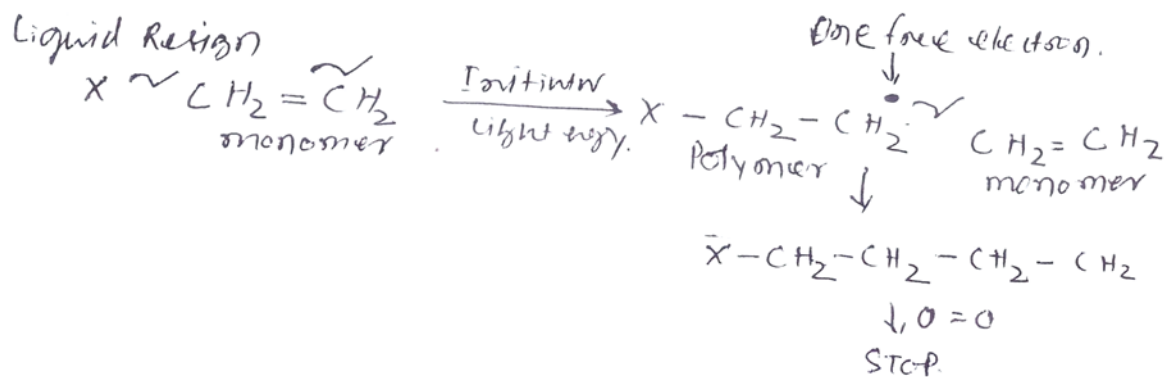 Liquid Resign
One free electron.
X ~ CH₂ = CH₂
monomer
Light
X – CH₂ – CH₂•
Polymer
CH₂ = CH₂
monomer
X̄ – CH₂ – CH₂ – CH₂ – CH₂
↓, O = O
STOP.